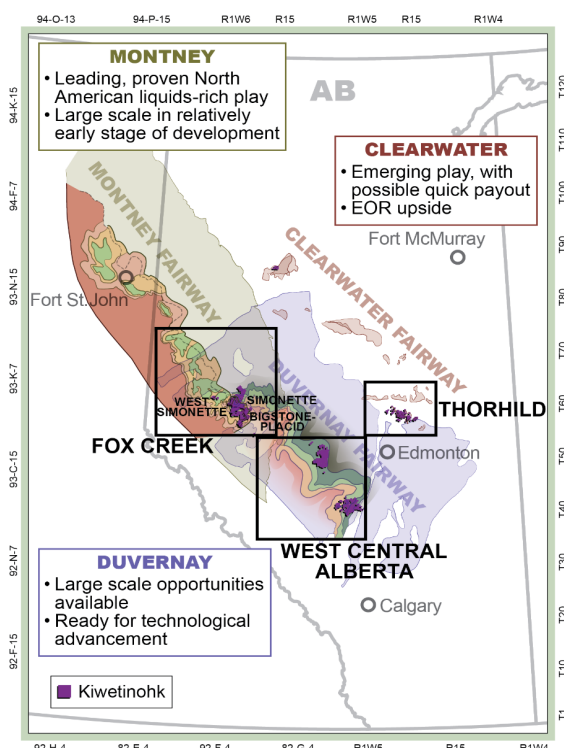 94-O-13 94-P-15 R1W6 R15 R1W5 R15 R1W4
MONTNEY
• Leading, proven North
American liquids-rich play
• Large scale in relatively
early stage of development
AB
CLEARWATER
• Emerging play, with
possible quick payout
• EOR upside
94-K-15
94-F-7
93-N-15
93-K-7
93-C-15
92-N-7
92-F-15
T120
T110
T100
T90
T80
T70
T60
T50
T40
T30
T20
T10
T1
MONTNEY FAIRWAY
CLEARWATER FAIRWAY
DUVERNAY FAIRWAY
Fort McMurray
Fort St.John
WEST
SIMONETTE
SIMONETTE
BIGSTONE-
PLACID
THORHILD
FOX CREEK
Edmonton
WEST CENTRAL
ALBERTA
DUVERNAY
• Large scale opportunities
available
• Ready for technological
advancement
Calgary
Kiwetinohk
R1W5 R15 R1W4